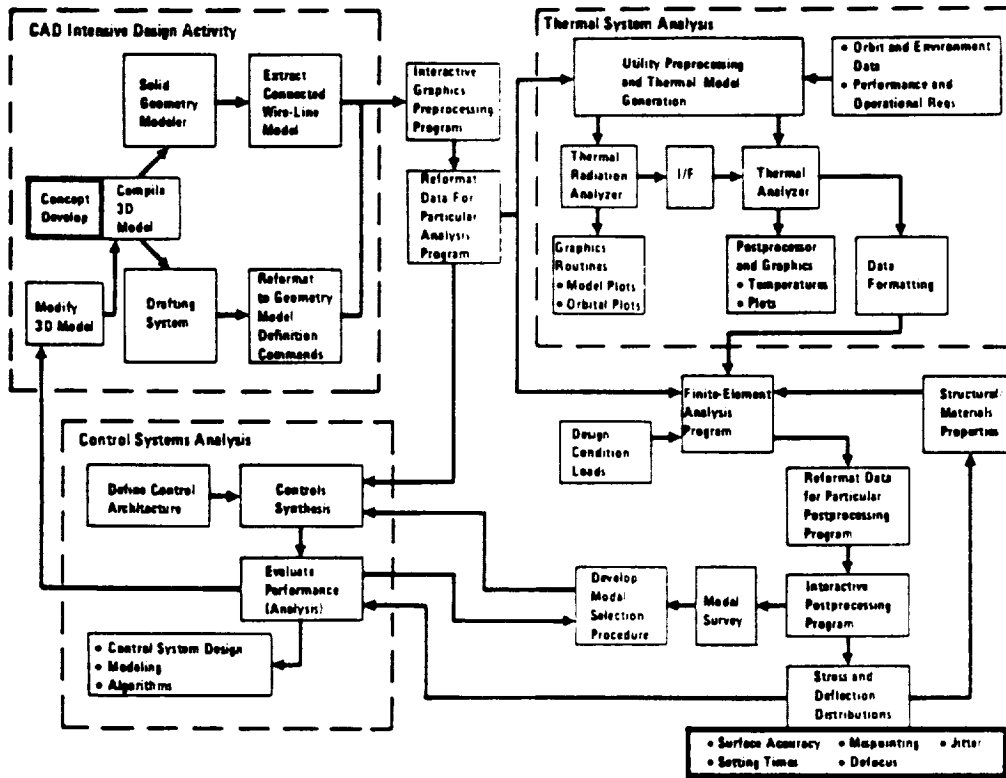 CAD Intensive Design Activity
Solid
Geometry
Modeler
Extract
Connected
Wire-Line
Model
Concept
Develop
Compile
3D
Model
Modify
3D Model
Drafting
System
Reformat
to Geometry
Model
Definition
Commands
Interactive
Graphics
Preprocessing
Program
Reformat
Data For
Particular
Analysis
Program
Thermal System Analysis
Utility Preprocessing
and Thermal Model
Generation
• Orbit and Environment
Data
• Performance and
Operational Reqs
Thermal
Radiation
Analyzer
I/F
Thermal
Analyzer
Graphics
Routines
• Model Plots
• Orbital Plots
Postprocessor
and Graphics
• Temperatures
• Plots
Data
Formatting
Control Systems Analysis
Define Control
Architecture
Controls
Synthesis
Evaluate
Performance
(Analysis)
• Control System Design
• Modeling
• Algorithms
Design
Condition
Loads
Finite-Element
Analysis
Program
Structural/
Materials
Properties
Reformat Data
for Particular
Postprocessing
Program
Develop
Modal
Selection
Procedure
Modal
Survey
Interactive
Postprocessing
Program
Stress and
Deflection
Distributions
• Surface Accuracy • Mispointing • Jitter
• Setting Times • Defocus